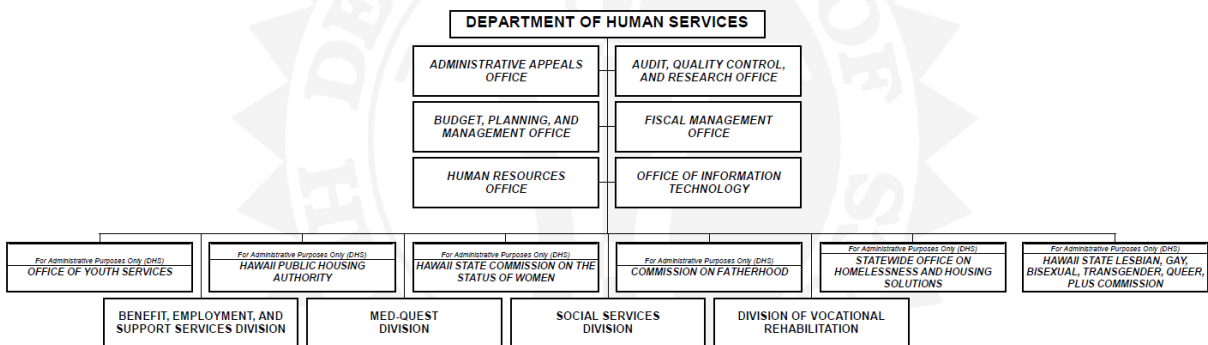 DEPARTMENT OF HUMAN SERVICES
ADMINISTRATIVE APPEALS
OFFICE
AUDIT, QUALITY CONTROL,
AND RESEARCH OFFICE
BUDGET, PLANNING, AND
MANAGEMENT OFFICE
FISCAL MANAGEMENT
OFFICE
HUMAN RESOURCES
OFFICE
OFFICE OF INFORMATION
TECHNOLOGY
For Administrative Purposes Only (DHS)
OFFICE OF YOUTH SERVICES
For Administrative Purposes Only (DHS)
HAWAII PUBLIC HOUSING
AUTHORITY
For Administrative Purposes Only (DHS)
HAWAII STATE COMMISSION ON THE
STATUS OF WOMEN
For Administrative Purposes Only (DHS)
COMMISSION ON FATHERHOOD
For Administrative Purposes Only (DHS)
STATEWIDE OFFICE ON
HOMELESSNESS AND HOUSING
SOLUTIONS
For Administrative Purposes Only (DHS)
HAWAII STATE LESBIAN, GAY,
BISEXUAL, TRANSGENDER, QUEER,
PLUS COMMISSION
BENEFIT, EMPLOYMENT, AND
SUPPORT SERVICES DIVISION
MED-QUEST
DIVISION
SOCIAL SERVICES
DIVISION
DIVISION OF VOCATIONAL
REHABILITATION